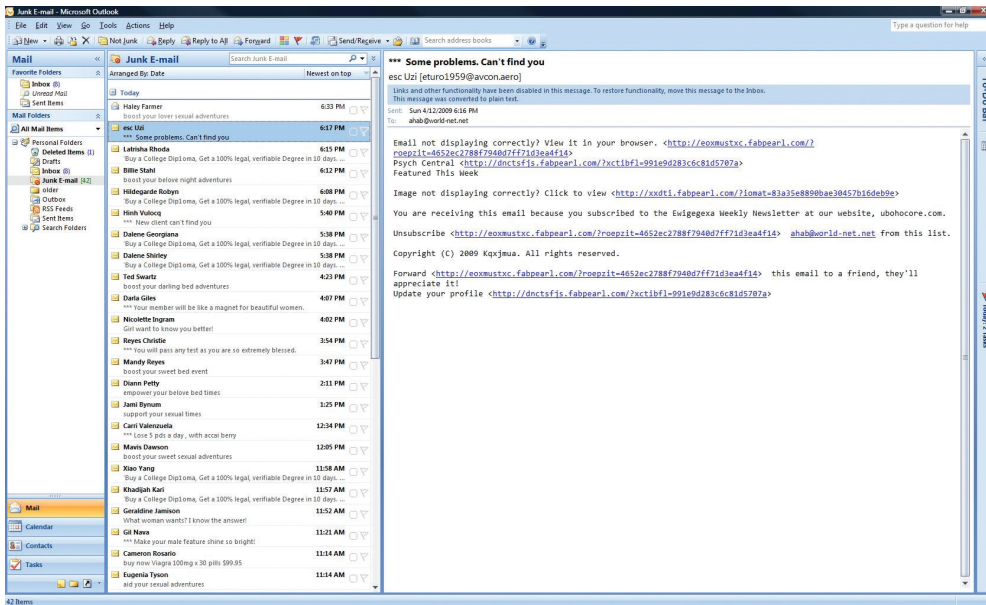 Junk E-mail - Microsoft Outlook
File Edit View Go Tools Actions Help
Type a question for help
New Not Junk Reply Reply to All Forward Send/Receive Search address books
Mail
Favorite Folders
Inbox (8)
Unread Mail
Sent Items
Mail Folders
All Mail Items
Personal Folders
Deleted Items (1)
Drafts
Inbox (8)
Junk E-mail [42]
older
Outbox
RSS Feeds
Sent Items
Search Folders
Mail
Calendar
Contacts
Tasks
42 Items
Junk E-mail Search Junk E-mail
Arranged By: Date Newest on top
Today
Haley Farmer 6:33 PM
boost your lover sexual adventures
esc Uzi 6:17 PM
*** Some problems. Can't find you
Latrisha Rhoda 6:15 PM
'Buy a College Dip1oma, Get a 100% legal, verifiable Degree in 10 days. ...
Billie Stahl 6:12 PM
boost your belove night adventures
Hildegarde Robyn 6:08 PM
'Buy a College Dip1oma, Get a 100% legal, verifiable Degree in 10 days. ...
Hinh Vulocq 5:40 PM
*** New client can't find you
Dalene Georgiana 5:38 PM
'Buy a College Dip1oma, Get a 100% legal, verifiable Degree in 10 days. ...
Dalene Shirley 5:38 PM
'Buy a College Dip1oma, Get a 100% legal, verifiable Degree in 10 days. ...
Ted Swartz 4:23 PM
boost your darling bed adventures
Darla Giles 4:07 PM
*** Your member will be like a magnet for beautiful women.
Nicolette Ingram 4:02 PM
Girl want to know you better!
Reyes Christie 3:54 PM
*** You will pass any test as you are so extremely blessed.
Mandy Reyes 3:47 PM
boost your sweet bed event
Diann Petty 2:11 PM
empower your belove bed times
Jami Bynum 1:25 PM
support your sexual times
Carri Valenzuela 12:34 PM
*** Lose 5 pds a day , with accai berry
Mavis Dawson 12:05 PM
boost your sweet sexual adventures
Xiao Yang 11:58 AM
'Buy a College Dip1oma, Get a 100% legal, verifiable Degree in 10 days. ...
Khadijah Kari 11:57 AM
'Buy a College Dip1oma, Get a 100% legal, verifiable Degree in 10 days. ...
Geraldine Jamison 11:52 AM
What woman wants? I know the answer!
Gil Nava 11:21 AM
*** Make your male feature shine so bright!
Cameron Rosario 11:14 AM
buy now Viagra 100mg x 30 pills $99.95
Eugenia Tyson 11:14 AM
aid your sexual adventures
*** Some problems. Can`t find you
esc Uzi [eturo1959@avcon.aero]
Links and other functionality have been disabled in this message. To restore functionality, move this message to the Inbox.
This message was converted to plain text.
Sent: Sun 4/12/2009 6:16 PM
To: ahab@world-net.net
Email not displaying correctly? View it in your browser. <http://eoxmustxc.fabpearl.com/?
roepzit=4652ec2788f7940d7ff71d3ea4f14>
Psych Central <http://dnctsfjs.fabpearl.com/?xctibfl=991e9d283c6c81d5707a>
Featured This Week
Image not displaying correctly? Click to view <http://xxdti.fabpearl.com/?iomat=83a35e8890bae30457b16deb9e>
You are receiving this email because you subscribed to the Ewigegexa Weekly Newsletter at our website, ubohocore.com.
Unsubscribe <http://eoxmustxc.fabpearl.com/?roepzit=4652ec2788f7940d7ff71d3ea4f14> ahab@world-net.net from this list.
Copyright (C) 2009 Kqxjmua. All rights reserved.
Forward <http://eoxmustxc.fabpearl.com/?roepzit=4652ec2788f7940d7ff71d3ea4f14> this email to a friend, they'll
appreciate it!
Update your profile <http://dnctsfjs.fabpearl.com/?xctibfl=991e9d283c6c81d5707a>
To-Do Bar
Today: 2 Tasks